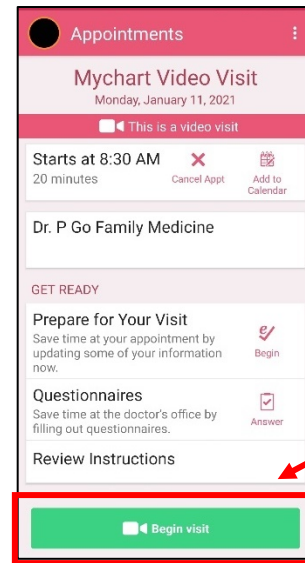 Appointments
Mychart Video Visit
Monday, January 11, 2021
This is a video visit
Starts at 8:30 AM
20 minutes
Cancel Appt
Add to
Calendar
Dr. P Go Family Medicine
GET READY
Prepare for Your Visit
Save time at your appointment by
updating some of your information
now.
Begin
Questionnaires
Save time at the doctor's office by
filling out questionnaires.
Answer
Review Instructions
Begin visit